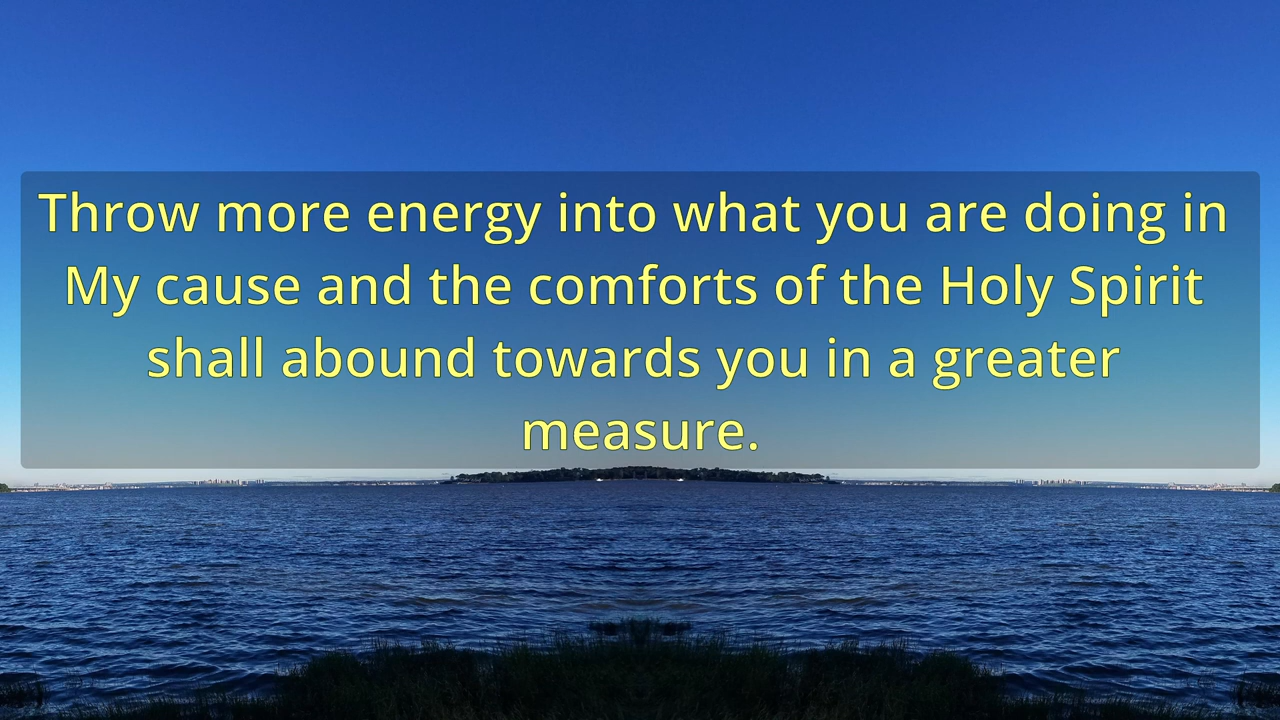 Throw more energy into what you are doing in
My cause and the comforts of the Holy Spirit
shall abound towards you in a greater
measure.